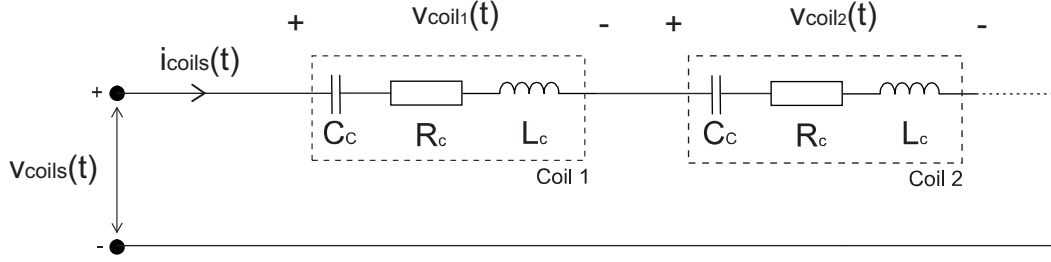 + vcoil1(t) - + vcoil2(t) -
icoils(t)
+
Cc Rc Lc Cc Rc Lc
vcoils(t)
Coil 1 Coil 2
-